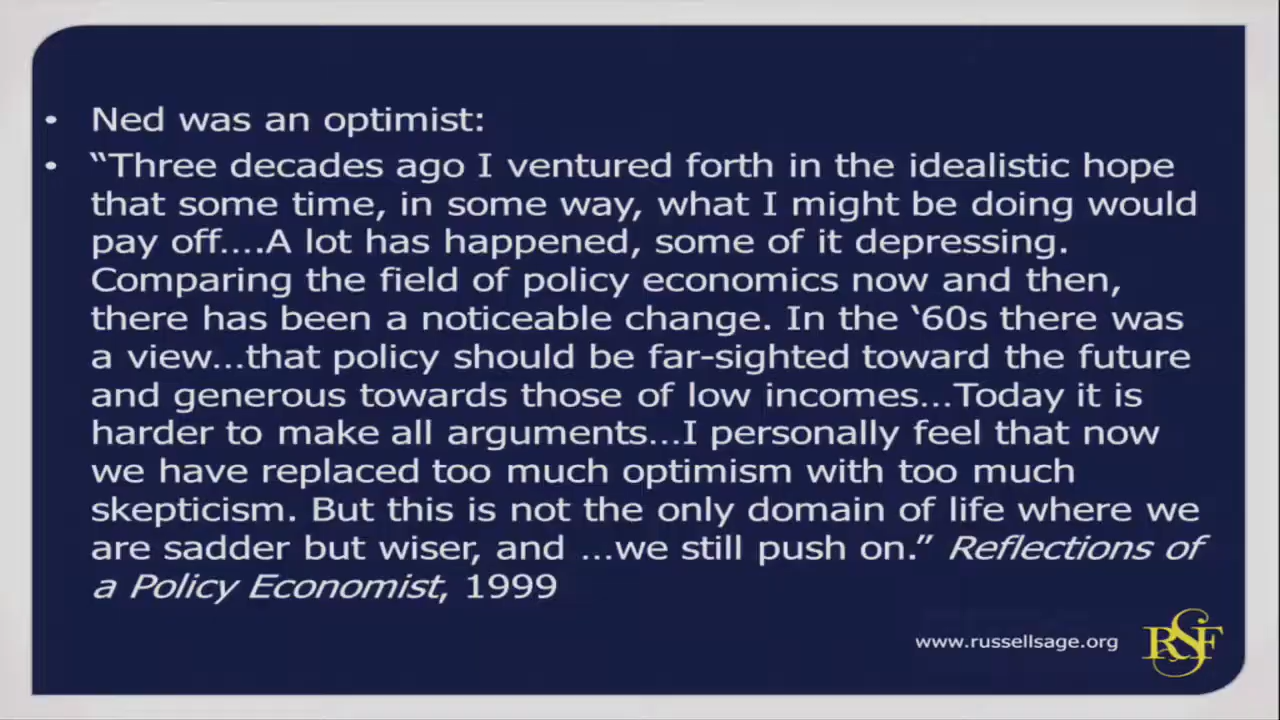 • Ned was an optimist:
• “Three decades ago I ventured forth in the idealistic hope
that some time, in some way, what I might be doing would
pay off….A lot has happened, some of it depressing.
Comparing the field of policy economics now and then,
there has been a noticeable change. In the ‘60s there was
a view…that policy should be far-sighted toward the future
and generous towards those of low incomes…Today it is
harder to make all arguments…I personally feel that now
we have replaced too much optimism with too much
skepticism. But this is not the only domain of life where we
are sadder but wiser, and …we still push on.” Reflections of
a Policy Economist, 1999
www.russellsage.org
RSF